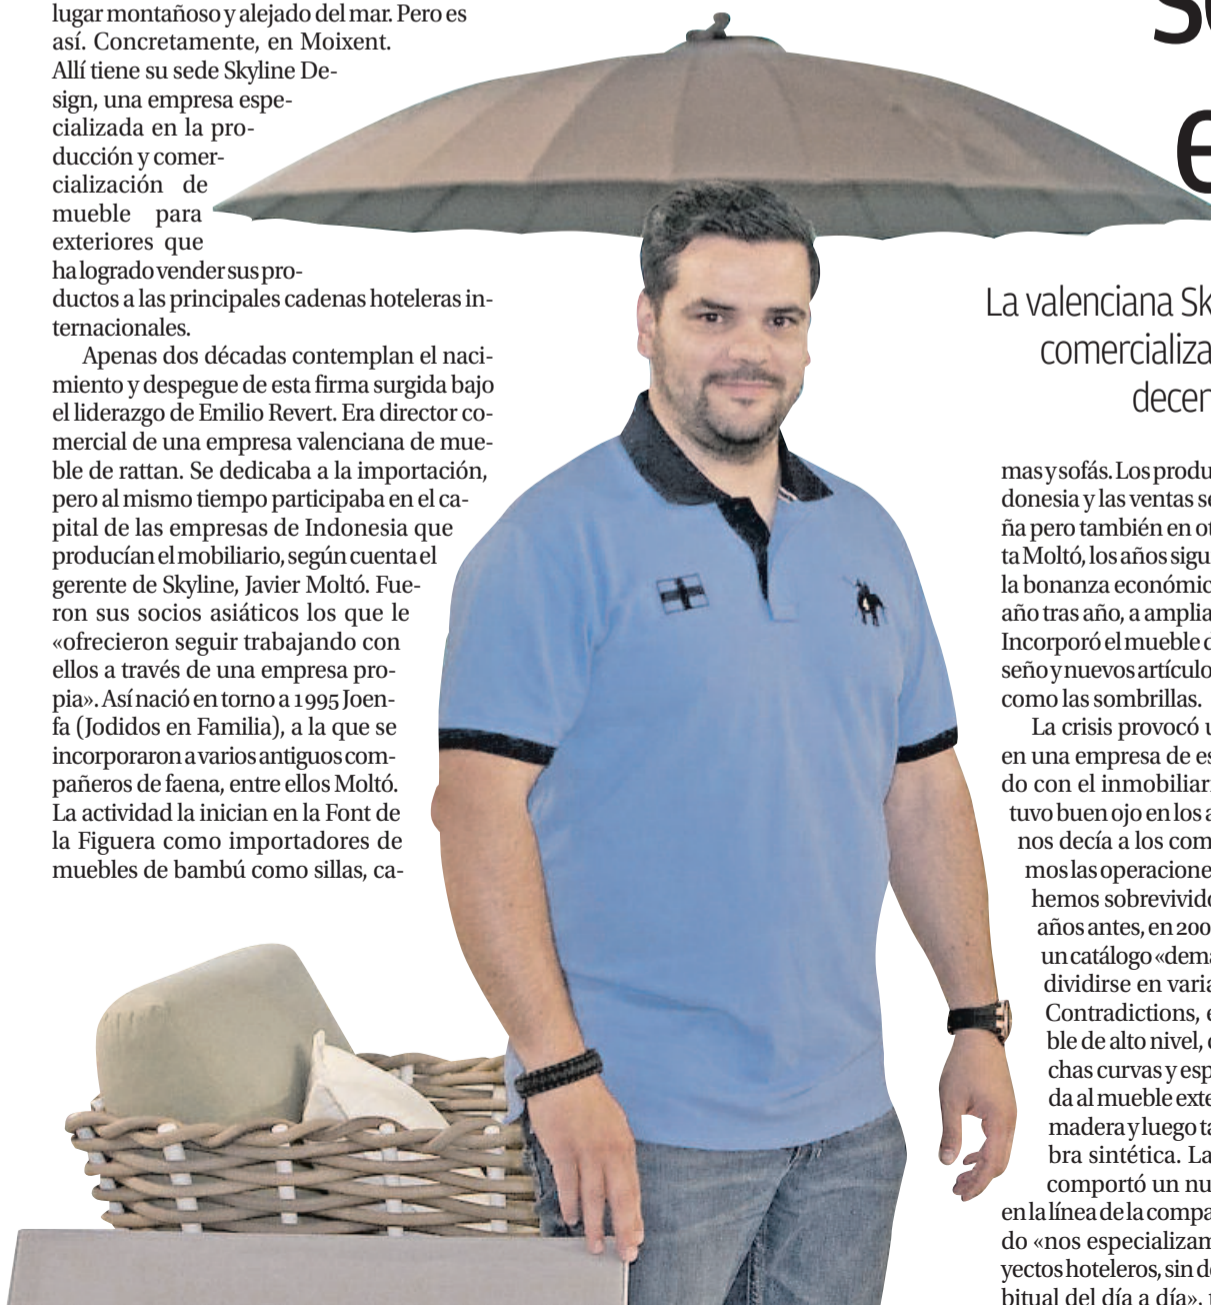 lugar montañoso y alejado del mar. Pero es
así. Concretamente, en Moixent.
Allí tiene su sede Skyline De-
sign, una empresa espe-
cializada en la pro-
ducción y comer-
cialización de
mueble para
exteriores que
ha logrado vender sus pro-
ductos a las principales cadenas hoteleras in-
ternacionales.
Apenas dos décadas contemplan el naci-
miento y despegue de esta firma surgida bajo
el liderazgo de Emilio Revert. Era director co-
mercial de una empresa valenciana de mue-
ble de rattan. Se dedicaba a la importación,
pero al mismo tiempo participaba en el ca-
pital de las empresas de Indonesia que
producían el mobiliario, según cuenta el
gerente de Skyline, Javier Moltó. Fue-
ron sus socios asiáticos los que le
«ofrecieron seguir trabajando con
ellos a través de una empresa pro-
pia». Así nació en torno a 1995 Joen-
fa (Jodidos en Familia), a la que se
incorporaron a varios antiguos com-
pañeros de faena, entre ellos Moltó.
La actividad la inician en la Font de
la Figuera como importadores de
muebles de bambú como sillas, ca-
La valenciana Sk
comercializa
decen
mas y sofás. Los produ
donesia y las ventas se
ña pero también en ot
ta Moltó, los años sigu
la bonanza económic
año tras año, a amplia
Incorporó el mueble d
seño y nuevos artículo
como las sombrillas.
La crisis provocó u
en una empresa de es
do con el inmobiliari
tuvo buen ojo en los a
nos decía a los com
mos las operacione
hemos sobrevivido
años antes, en 200
un catálogo «dema
dividirse en varia
Contradictions, e
ble de alto nivel, c
chas curvas y esp
da al mueble exte
madera y luego ta
bra sintética. La
comportó un nu
en la línea de la compa
do «nos especializam
yectos hoteleros, sin de
bitual del día a día».